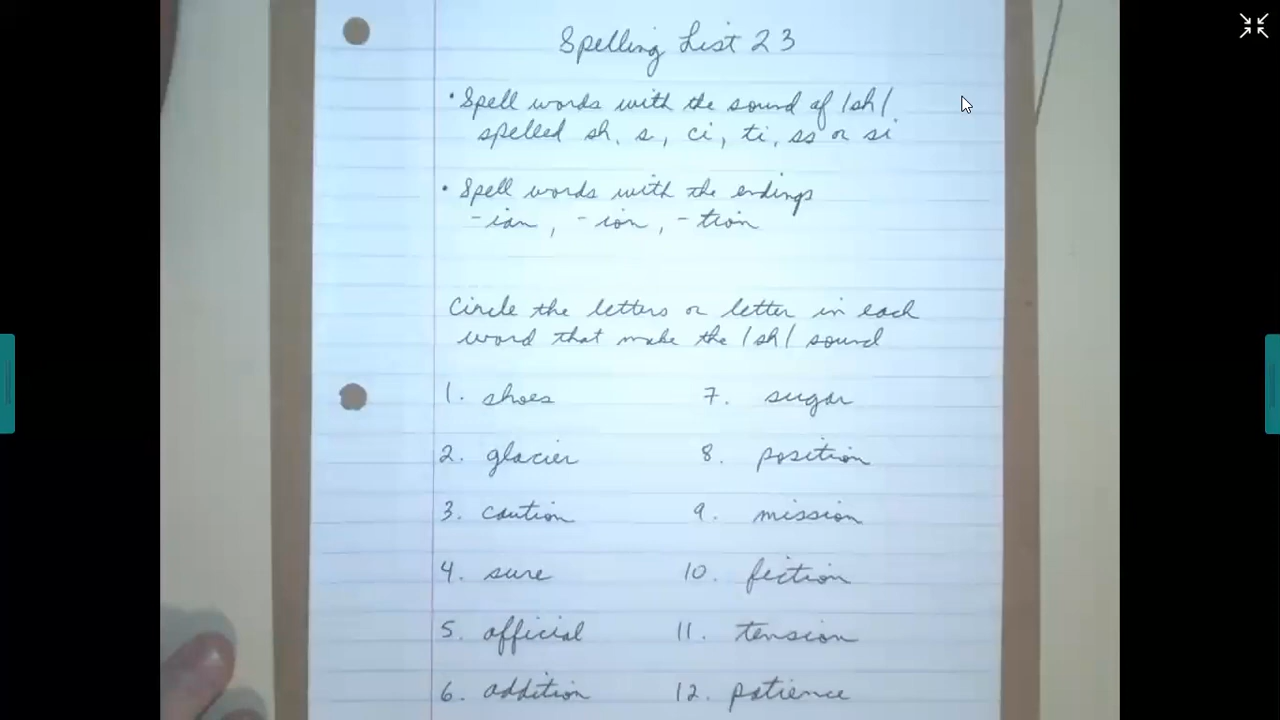 Spelling List 23
• Spell words with the sound of /sh/
spelled sh, s, ci, ti, ss or si
• Spell words with the endings
-ian, -ion, -tion
Circle the letters or letter in each
word that make the /sh/ sound
1. shoes
2. glacier
3. caution
4. sure
5. official
6. addition
7. sugar
8. position
9. mission
10. fiction
11. tension
12. patience